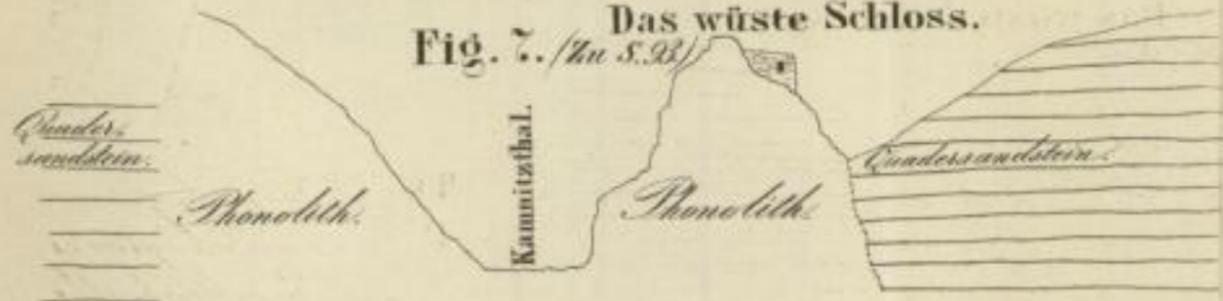 Das wüste Schloss.
Fig. 7. (Zu S. 93.)
Quader-
sandstein.
Phonolith.
Kamnitzthal.
Phonolith.
Quadersandstein.